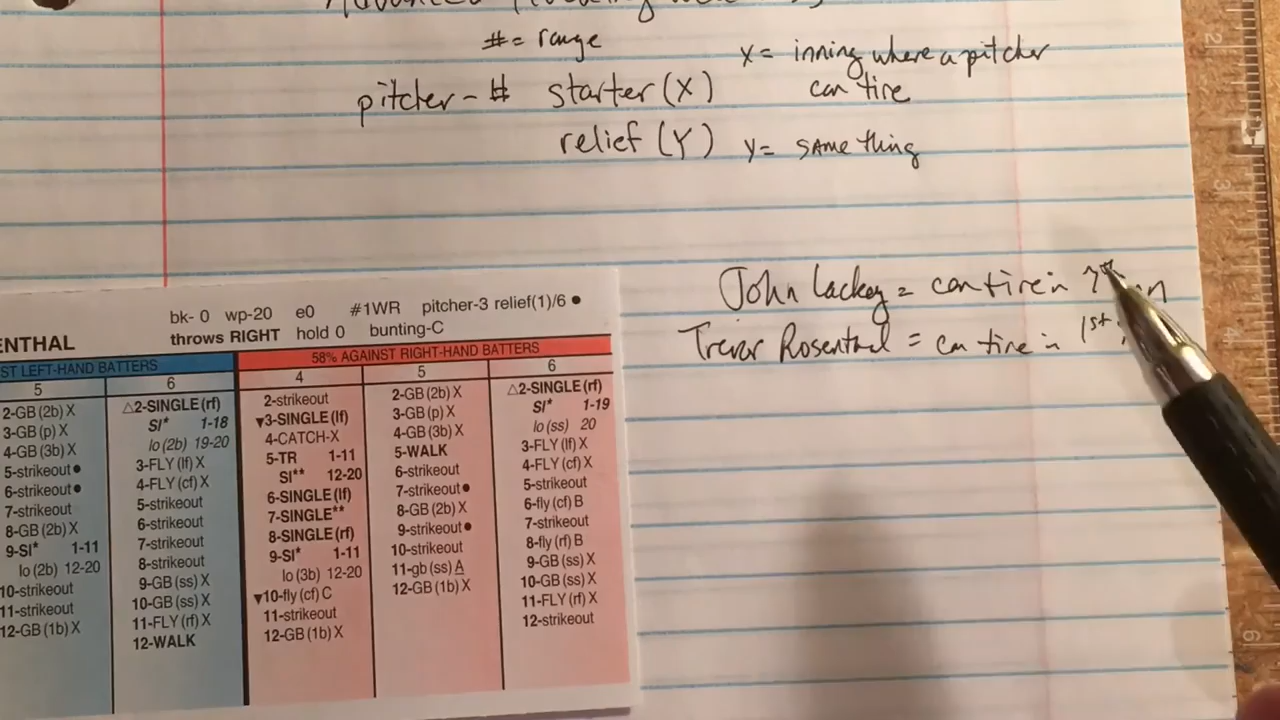 Advanced
# = range
x = inning where a pitcher
can tire
pitcher - # starter (X)
relief (Y) y = same thing
John Lackey = can tire in 7th
Trevor Rosenthal = can tire in 1st
ENTHAL
bk- 0 wp-20 e0 #1WR pitcher-3 relief(1)/6 ●
throws RIGHT hold 0 bunting-C
ST LEFT-HAND BATTERS
5 6
2-GB (2b) X △2-SINGLE (rf)
3-GB (p) X SI* 1-18
4-GB (3b) X lo (2b) 19-20
5-strikeout ● 3-FLY (lf) X
6-strikeout ● 4-FLY (cf) X
7-strikeout 5-strikeout
8-GB (2b) X 6-strikeout
9-SI* 1-11 7-strikeout
lo (2b) 12-20 8-strikeout
10-strikeout 9-GB (ss) X
11-strikeout 10-GB (ss) X
12-GB (1b) X 11-FLY (rf) X
12-WALK
58% AGAINST RIGHT-HAND BATTERS
4 5 6
2-strikeout 2-GB (2b) X △2-SINGLE (rf)
▼3-SINGLE (lf) 3-GB (p) X SI* 1-19
4-CATCH-X 4-GB (3b) X lo (ss) 20
5-TR 1-11 5-WALK 3-FLY (lf) X
SI** 12-20 6-strikeout 4-FLY (cf) X
6-SINGLE (lf) 7-strikeout ● 5-strikeout
7-SINGLE** 8-GB (2b) X 6-fly (cf) B
8-SINGLE (rf) 9-strikeout ● 7-strikeout
9-SI* 1-11 10-strikeout 8-fly (rf) B
lo (3b) 12-20 11-gb (ss) A 9-GB (ss) X
▼10-fly (cf) C 12-GB (1b) X 10-GB (ss) X
11-strikeout 11-FLY (rf) X
12-GB (1b) X 12-strikeout
2
3
4
6